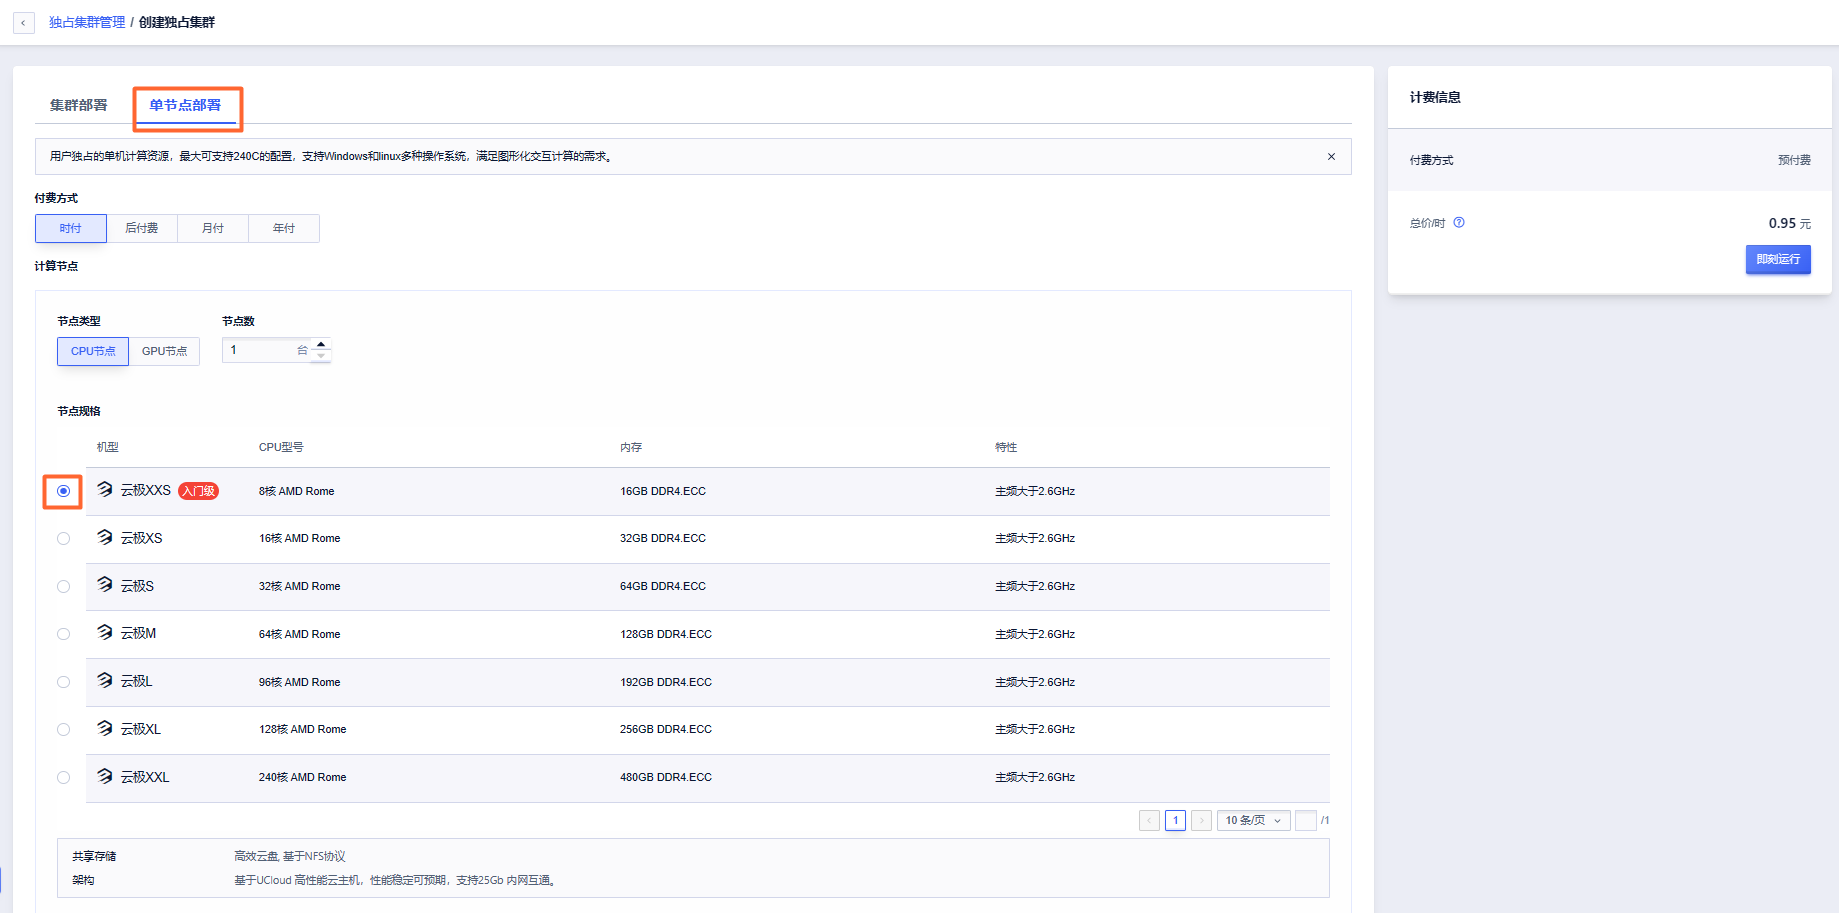 独占集群管理 / 创建独占集群
集群部署 单节点部署
用户独占的单机计算资源，最大可支持240C的配置，支持Windows和linux多种操作系统，满足图形化交互计算的需求。
付费方式
时付 后付费 月付 年付
计算节点
节点类型 节点数
CPU节点 GPU节点 1 台
节点规格
机型 CPU型号 内存 特性
云极XXS 入门级 8核 AMD Rome 16GB DDR4.ECC 主频大于2.6GHz
云极XS 16核 AMD Rome 32GB DDR4.ECC 主频大于2.6GHz
云极S 32核 AMD Rome 64GB DDR4.ECC 主频大于2.6GHz
云极M 64核 AMD Rome 128GB DDR4.ECC 主频大于2.6GHz
云极L 96核 AMD Rome 192GB DDR4.ECC 主频大于2.6GHz
云极XL 128核 AMD Rome 256GB DDR4.ECC 主频大于2.6GHz
云极XXL 240核 AMD Rome 480GB DDR4.ECC 主频大于2.6GHz
1 10 条/页 /1
共享存储 高效云盘, 基于NFS协议
架构 基于UCloud 高性能云主机，性能稳定可预期，支持25Gb 内网互通。
计费信息
付费方式 预付费
总价/时 0.95 元
即刻运行